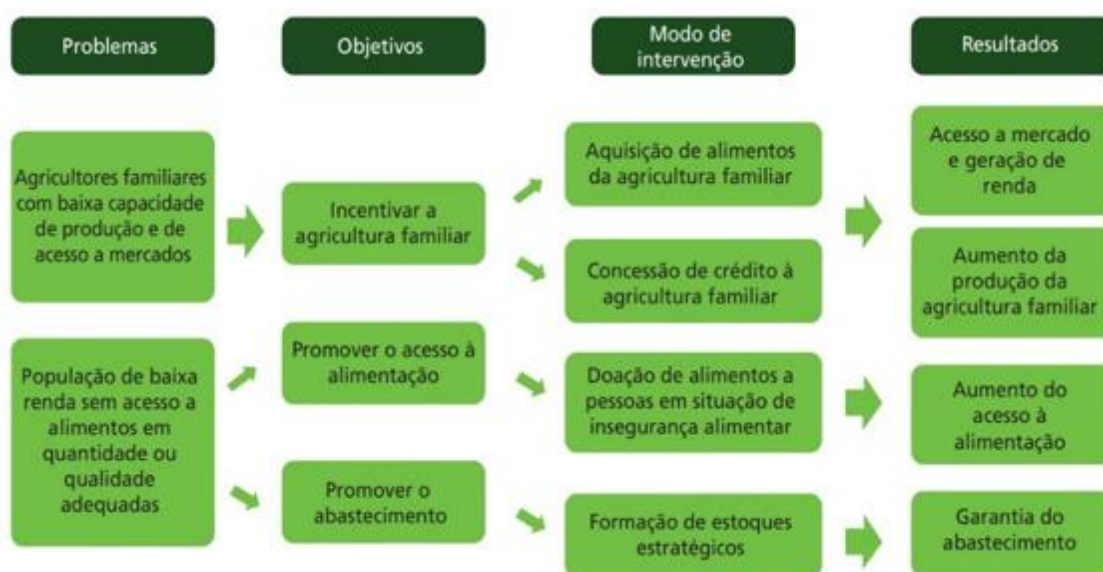 Problemas
Objetivos
Modo de
intervenção
Resultados
Agricultores familiares
com baixa capacidade
de produção e de
acesso a mercados
Incentivar a
agricultura familiar
Aquisição de alimentos
da agricultura familiar
Concessão de crédito à
agricultura familiar
Acesso a mercado
e geração de
renda
Aumento da
produção da
agricultura familiar
População de baixa
renda sem acesso a
alimentos em
quantidade ou
qualidade
adequadas
Promover o acesso à
alimentação
Doação de alimentos a
pessoas em situação de
insegurança alimentar
Aumento do
acesso à
alimentação
Promover o
abastecimento
Formação de estoques
estratégicos
Garantia do
abastecimento